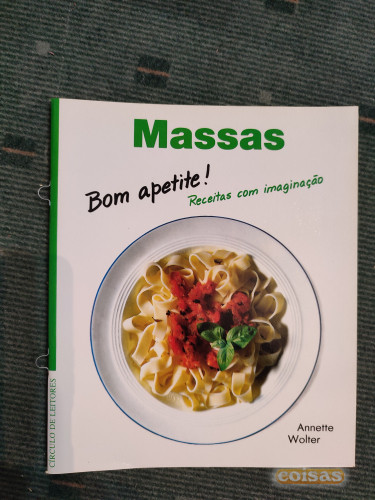 Massas
Bom apetite!
Receitas com imaginação
Annette
Wolter
CÍRCULO DE LEITORES
coisas